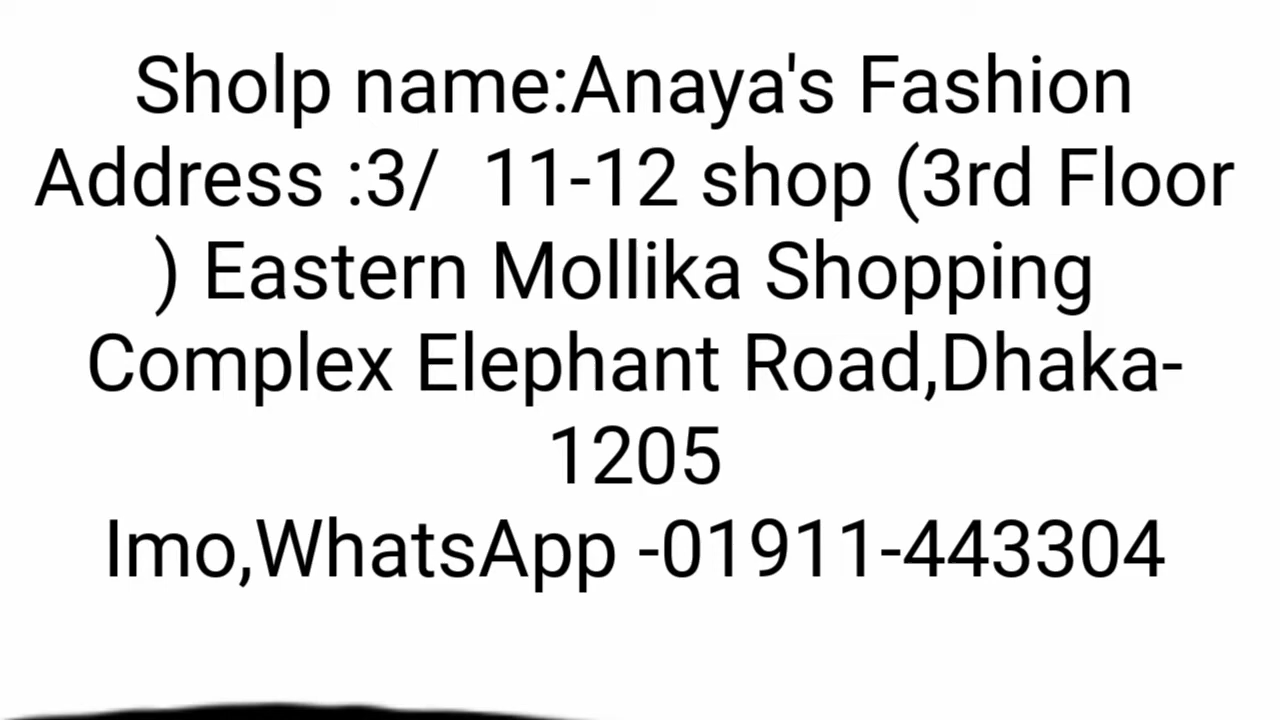 Sholp name:Anaya's Fashion
Address :3/  11-12 shop (3rd Floor
) Eastern Mollika Shopping
Complex Elephant Road,Dhaka-
1205
Imo,WhatsApp -01911-443304